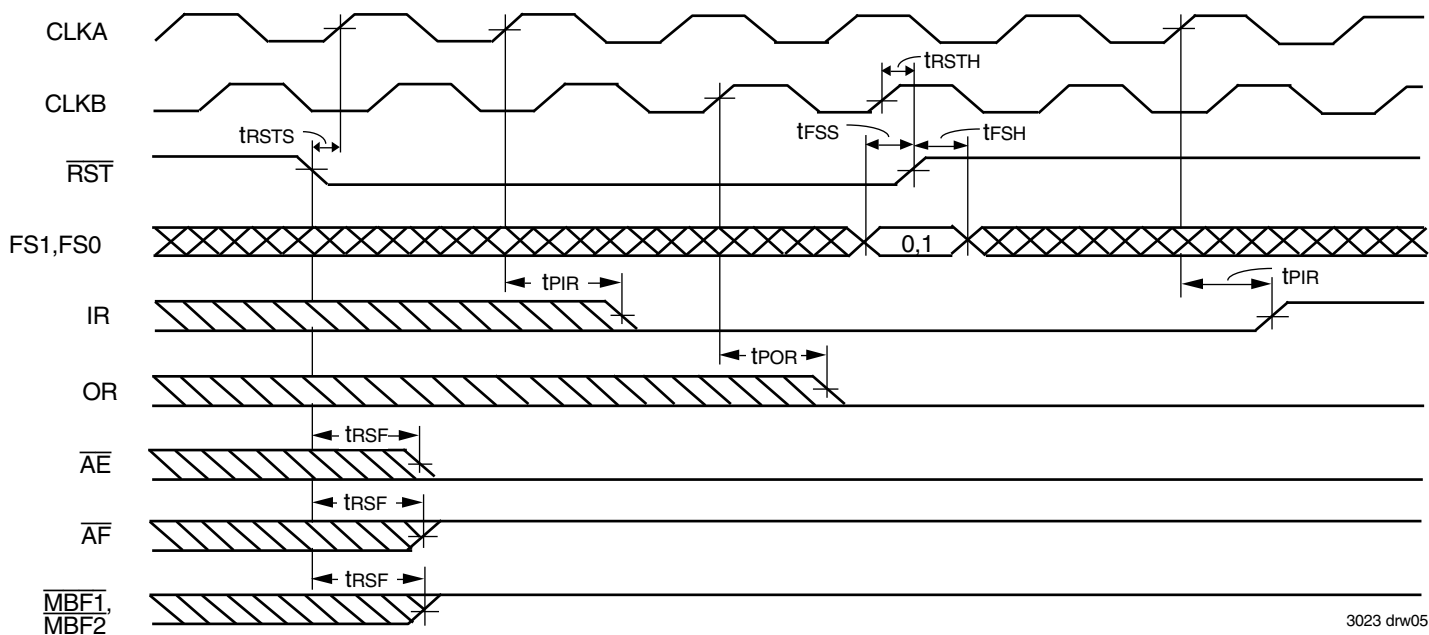 CLKA
tRSTH
CLKB
tRSTS
tFSS
tFSH
RST
FS1,FS0
0,1
tPIR
tPIR
IR
tPOR
OR
tRSF
AE
tRSF
AF
tRSF
MBF1,
MBF2
3023 drw05